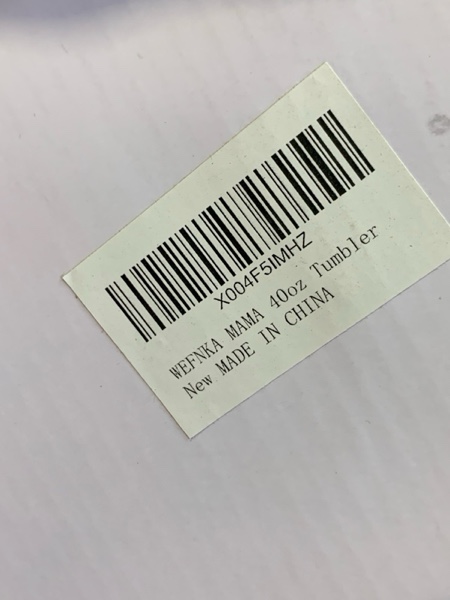 X004F5IMHZ
WEFNKA MAMA 40oz Tumbler
New MADE IN CHINA